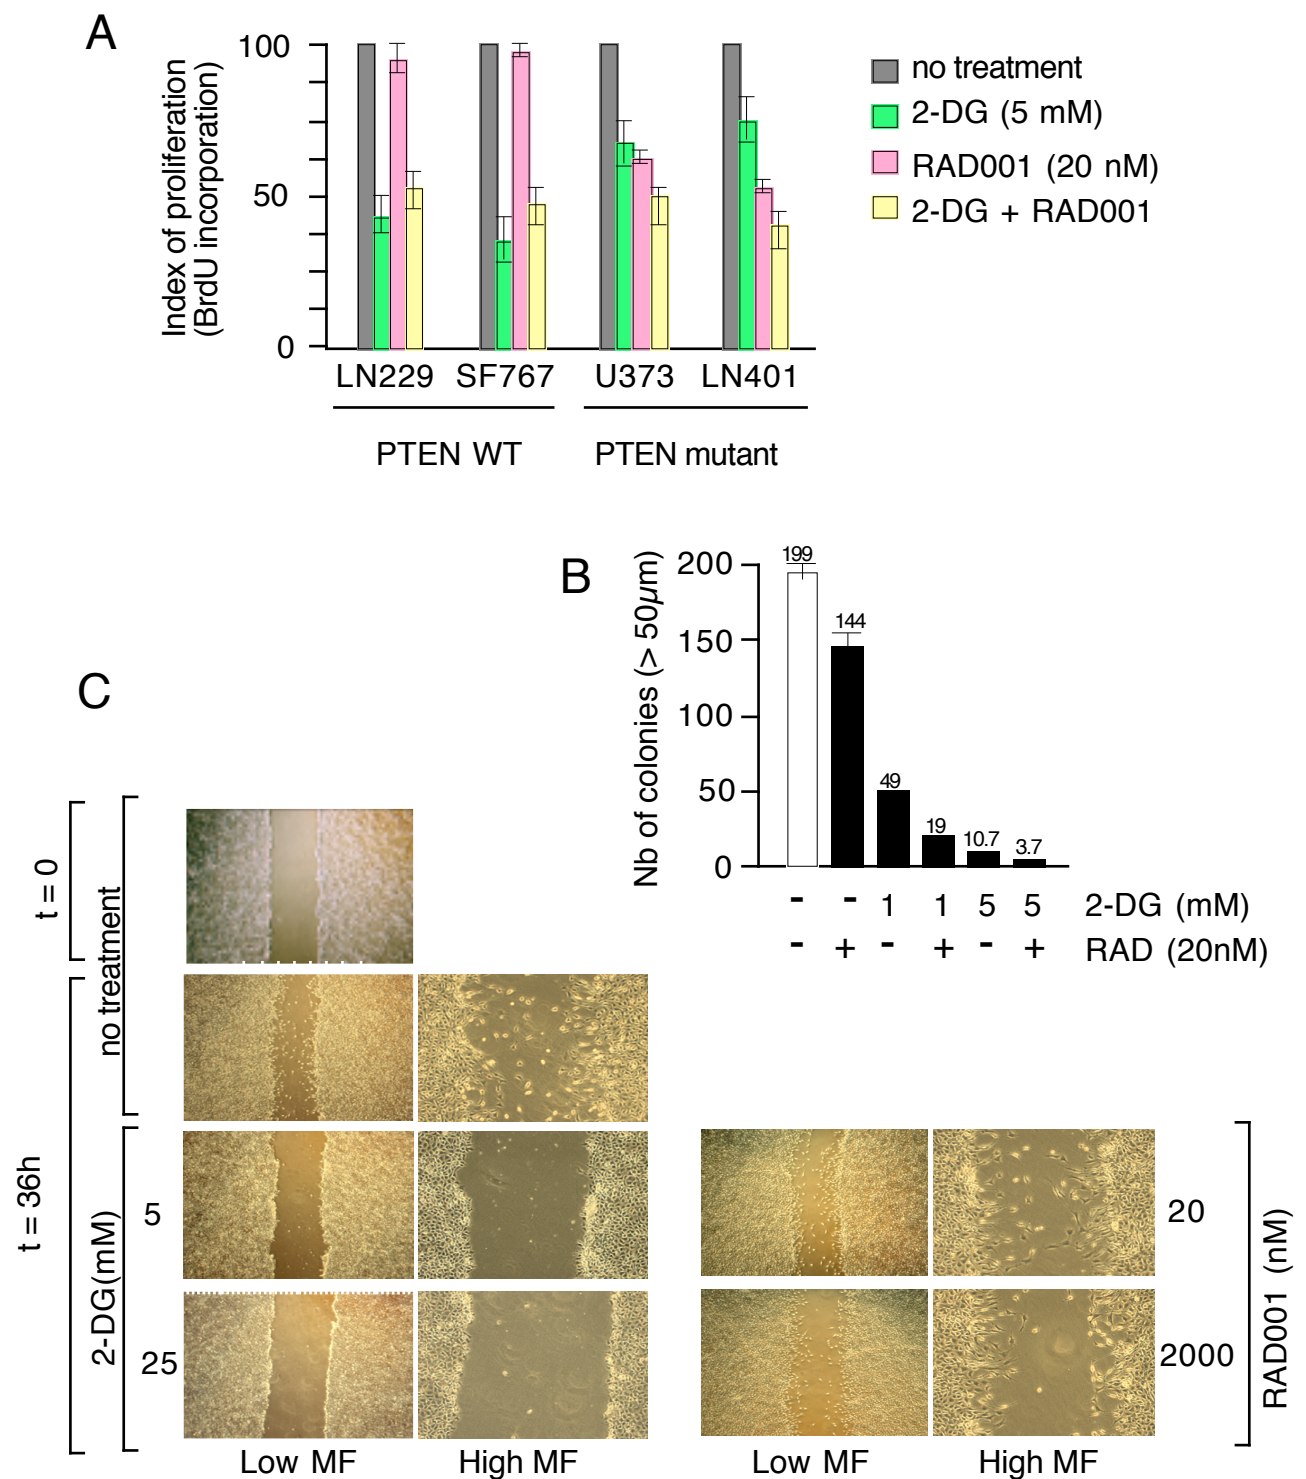 A
100
50
0
Index of proliferation
(BrdU incorporation)
no treatment
2-DG (5 mM)
RAD001 (20 nM)
2-DG + RAD001
LN229 SF767 U373 LN401
PTEN WT PTEN mutant
B
Nb of colonies (> 50µm)
200
150
100
50
0
199
144
49
19
10.7
3.7
- - 1 1 5 5 2-DG (mM)
- + - + - + RAD (20nM)
C
t = 0
no treatment
t = 36h
2-DG(mM)
5
25
20
2000
RAD001 (nM)
Low MF High MF Low MF High MF